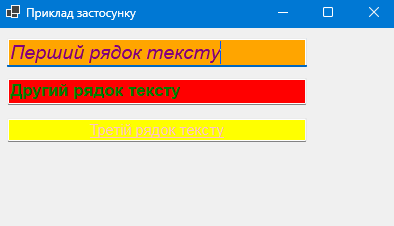 Приклад застосунку
Перший рядок тексту
Другий рядок тексту
Третій рядок тексту